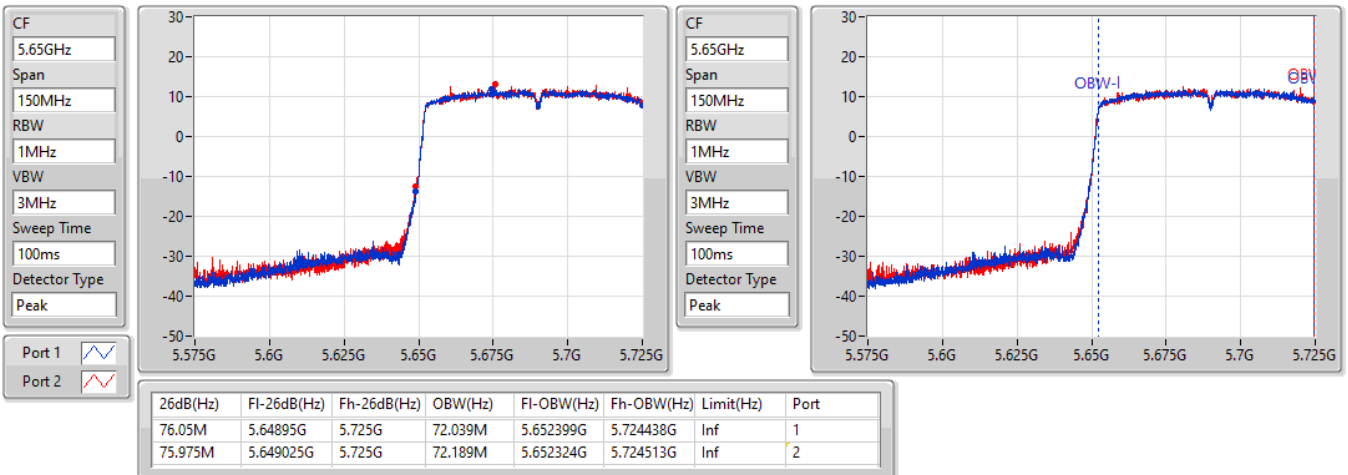 CF
5.65GHz
Span
150MHz
RBW
1MHz
VBW
3MHz
Sweep Time
100ms
Detector Type
Peak
Port 1
Port 2
30
20
10
0
-10
-20
-30
-40
-50
5.575G 5.6G 5.625G 5.65G 5.675G 5.7G 5.725G
CF
5.65GHz
Span
150MHz
RBW
1MHz
VBW
3MHz
Sweep Time
100ms
Detector Type
Peak
30
20
10
0
-10
-20
-30
-40
-50
OBW-l
5.575G 5.6G 5.625G 5.65G 5.675G 5.7G 5.725G
26dB(Hz) Fl-26dB(Hz) Fh-26dB(Hz) OBW(Hz) Fl-OBW(Hz) Fh-OBW(Hz) Limit(Hz) Port
76.05M 5.64895G 5.725G 72.039M 5.652399G 5.724438G Inf 1
75.975M 5.649025G 5.725G 72.189M 5.652324G 5.724513G Inf 2